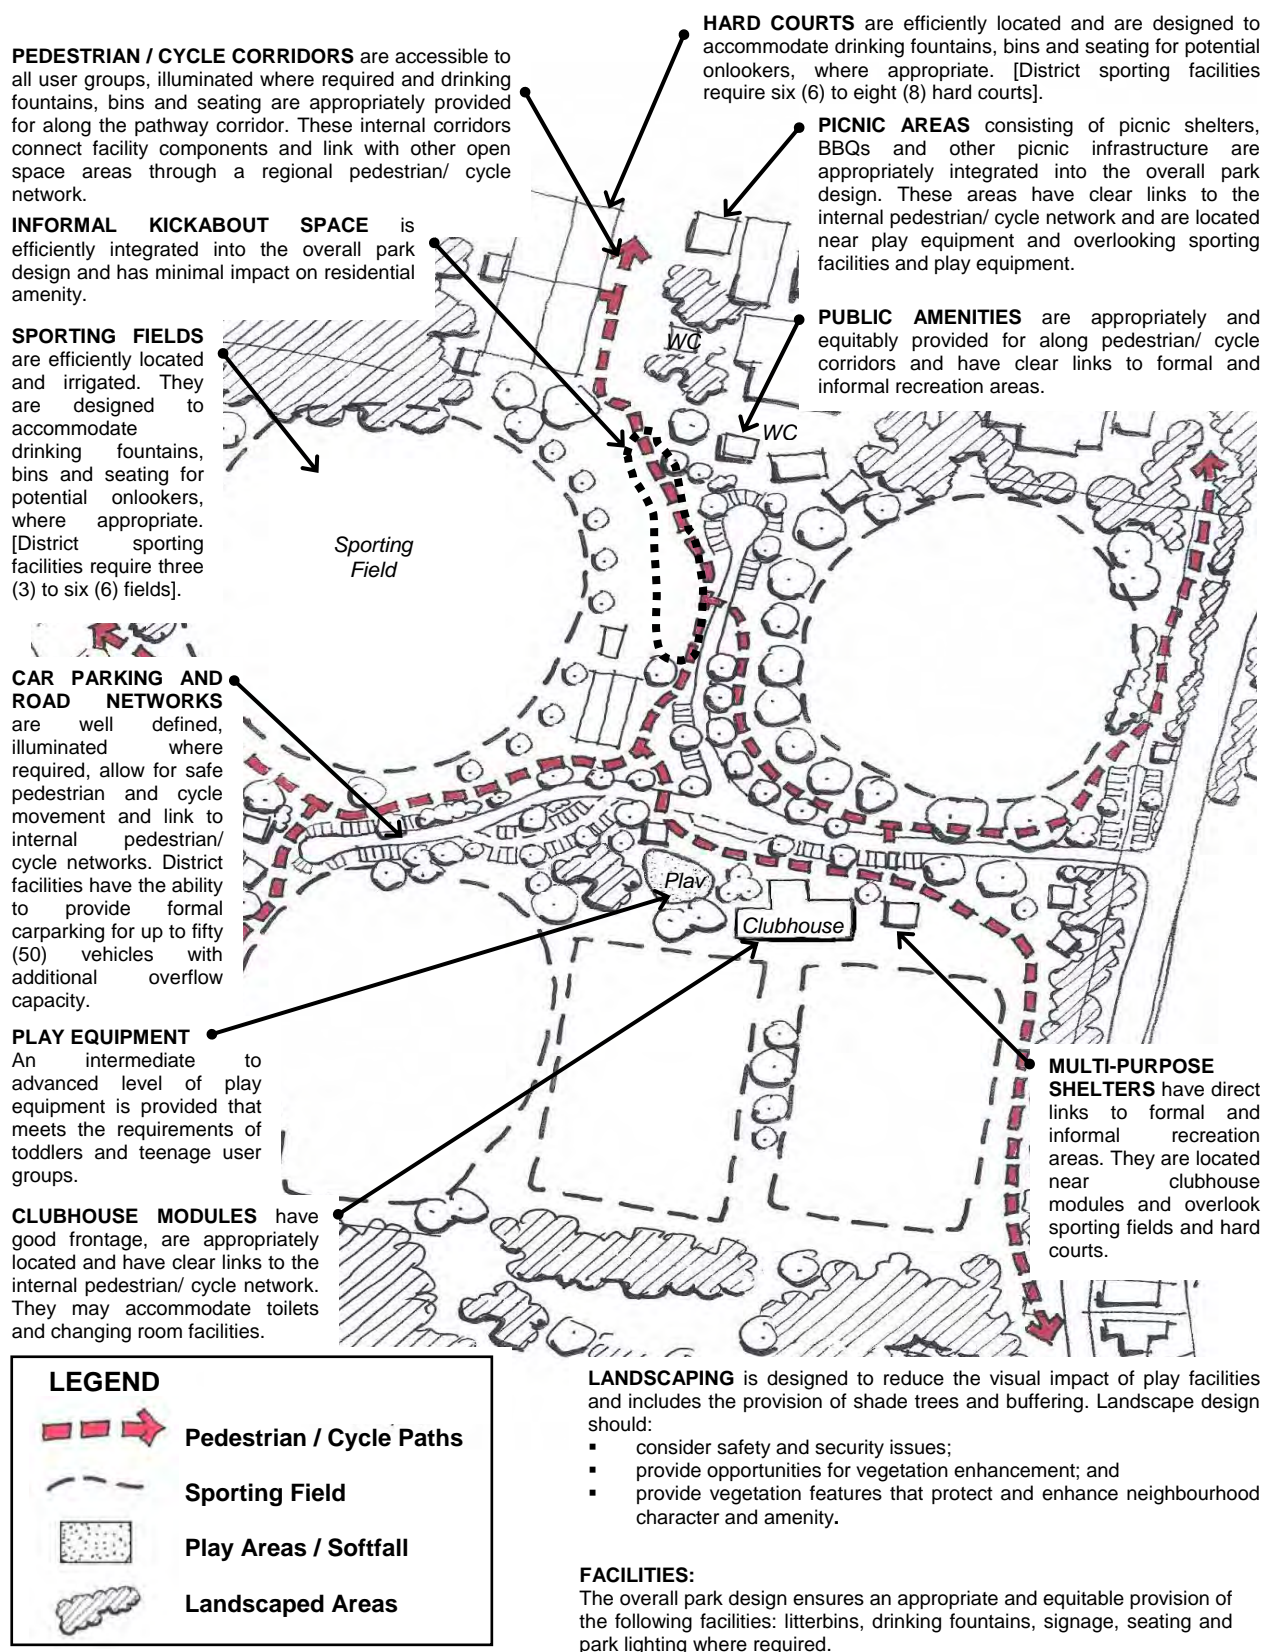 HARD COURTS are efficiently located and are designed to
accommodate drinking fountains, bins and seating for potential
onlookers, where appropriate. [District sporting facilities
require six (6) to eight (8) hard courts].
PEDESTRIAN / CYCLE CORRIDORS are accessible to
all user groups, illuminated where required and drinking
fountains, bins and seating are appropriately provided
for along the pathway corridor. These internal corridors
connect facility components and link with other open
space areas through a regional pedestrian/ cycle
network.
PICNIC AREAS consisting of picnic shelters,
BBQs and other picnic infrastructure are
appropriately integrated into the overall park
design. These areas have clear links to the
internal pedestrian/ cycle network and are located
near play equipment and overlooking sporting
facilities and play equipment.
INFORMAL KICKABOUT SPACE is
efficiently integrated into the overall park
design and has minimal impact on residential
amenity.
PUBLIC AMENITIES are appropriately and
equitably provided for along pedestrian/ cycle
corridors and have clear links to formal and
informal recreation areas.
SPORTING FIELDS
are efficiently located
and irrigated. They
are designed to
accommodate
drinking fountains,
bins and seating for
potential onlookers,
where appropriate.
[District sporting
facilities require three
(3) to six (6) fields].
WC
WC
Sporting
Field
CAR PARKING AND
ROAD NETWORKS
are well defined,
illuminated where
required, allow for safe
pedestrian and cycle
movement and link to
internal pedestrian/
cycle networks. District
facilities have the ability
to provide formal
carparking for up to fifty
(50) vehicles with
additional overflow
capacity.
Play
Clubhouse
PLAY EQUIPMENT
An intermediate to
advanced level of play
equipment is provided that
meets the requirements of
toddlers and teenage user
groups.
MULTI-PURPOSE
SHELTERS have direct
links to formal and
informal recreation
areas. They are located
near clubhouse
modules and overlook
sporting fields and hard
courts.
CLUBHOUSE MODULES have
good frontage, are appropriately
located and have clear links to the
internal pedestrian/ cycle network.
They may accommodate toilets
and changing room facilities.
LEGEND
Pedestrian / Cycle Paths
Sporting Field
Play Areas / Softfall
Landscaped Areas
LANDSCAPING is designed to reduce the visual impact of play facilities
and includes the provision of shade trees and buffering. Landscape design
should:
▪ consider safety and security issues;
▪ provide opportunities for vegetation enhancement; and
▪ provide vegetation features that protect and enhance neighbourhood
character and amenity.
FACILITIES:
The overall park design ensures an appropriate and equitable provision of
the following facilities: litterbins, drinking fountains, signage, seating and
park lighting where required.